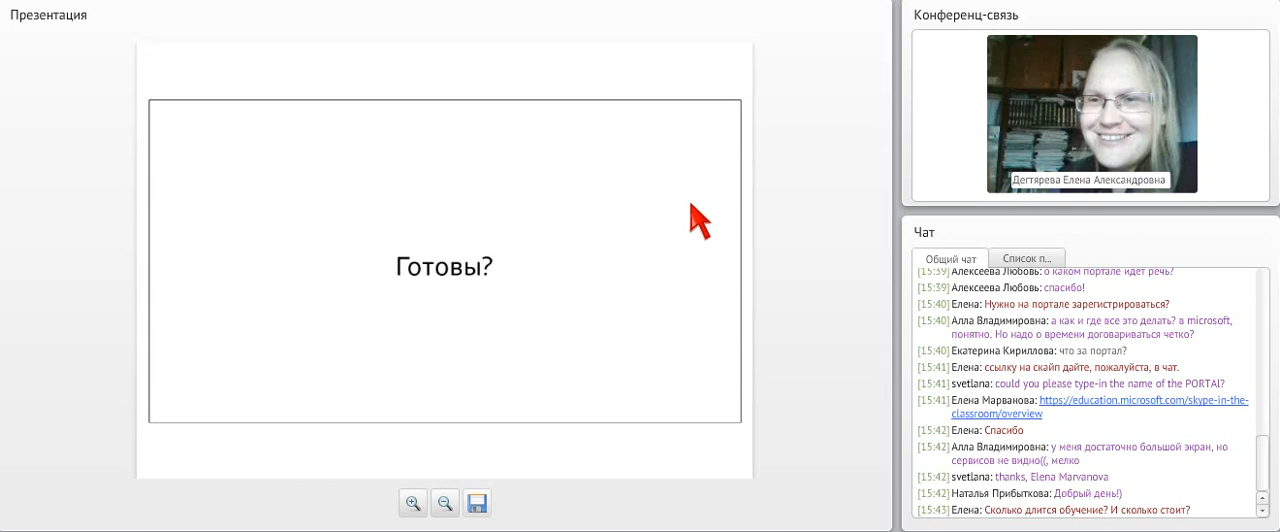 Презентация
Готовы?
Конференц-связь
Дегтярева Елена Александровна
Чат
Общий чат
Список п...
[15:39] Алексеева Любовь: о каком портале идет речь?
[15:39] Алексеева Любовь: спасибо!
[15:40] Елена: Нужно на портале зарегистрироваться?
[15:40] Алла Владимировна: а как и где все это делать? в microsoft,
понятно. Но надо о времени договариваться четко?
[15:40] Екатерина Кириллова: что за портал?
[15:41] Елена: ссылку на скайп дайте, пожалуйста, в чат.
[15:41] svetlana: could you please type-in the name of the PORTAl?
[15:41] Елена Марванова: https://education.microsoft.com/skype-in-the-
classroom/overview
[15:42] Елена: Спасибо
[15:42] Алла Владимировна: у меня достаточно большой экран, но
сервисов не видно((, мелко
[15:42] svetlana: thanks, Elena Marvanova
[15:42] Наталья Прибыткова: Добрый день!)
[15:43] Елена: Сколько длится обучение? И сколько стоит?